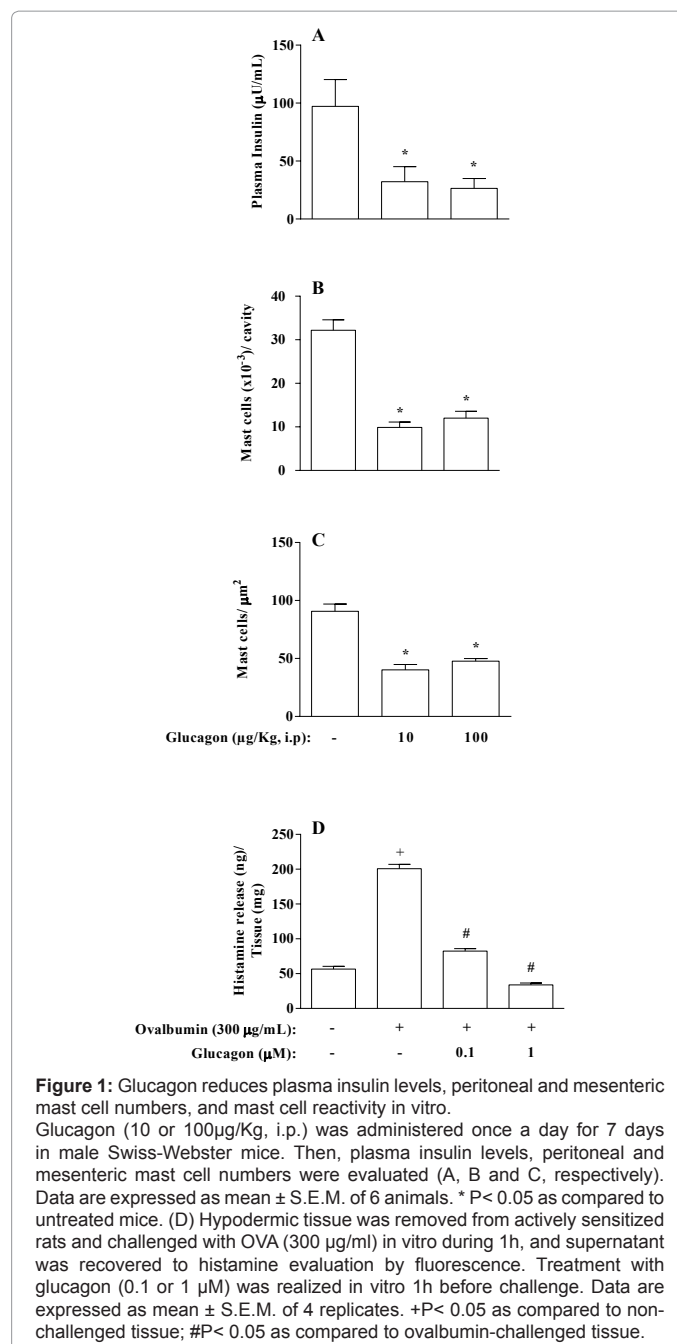 A
150
100
50
0
Plasma Insulin (µU/mL)
*
*
B
40
30
20
10
0
Mast cells (x10⁻³)/ cavity
*
*
C
150
100
50
0
Mast cells/ µm²
*
*
Glucagon (µg/Kg, i.p): - 10 100
D
250
200
150
100
50
0
Histamine release (ng)/
Tissue (mg)
+
#
#
Ovalbumin (300 µg/mL): - + + +
Glucagon (µM): - - 0.1 1
Figure 1: Glucagon reduces plasma insulin levels, peritoneal and mesenteric
mast cell numbers, and mast cell reactivity in vitro.
Glucagon (10 or 100µg/Kg, i.p.) was administered once a day for 7 days
in male Swiss-Webster mice. Then, plasma insulin levels, peritoneal and
mesenteric mast cell numbers were evaluated (A, B and C, respectively).
Data are expressed as mean ± S.E.M. of 6 animals. * P< 0.05 as compared to
untreated mice. (D) Hypodermic tissue was removed from actively sensitized
rats and challenged with OVA (300 µg/ml) in vitro during 1h, and supernatant
was recovered to histamine evaluation by fluorescence. Treatment with
glucagon (0.1 or 1 µM) was realized in vitro 1h before challenge. Data are
expressed as mean ± S.E.M. of 4 replicates. +P< 0.05 as compared to non-
challenged tissue; #P< 0.05 as compared to ovalbumin-challenged tissue.